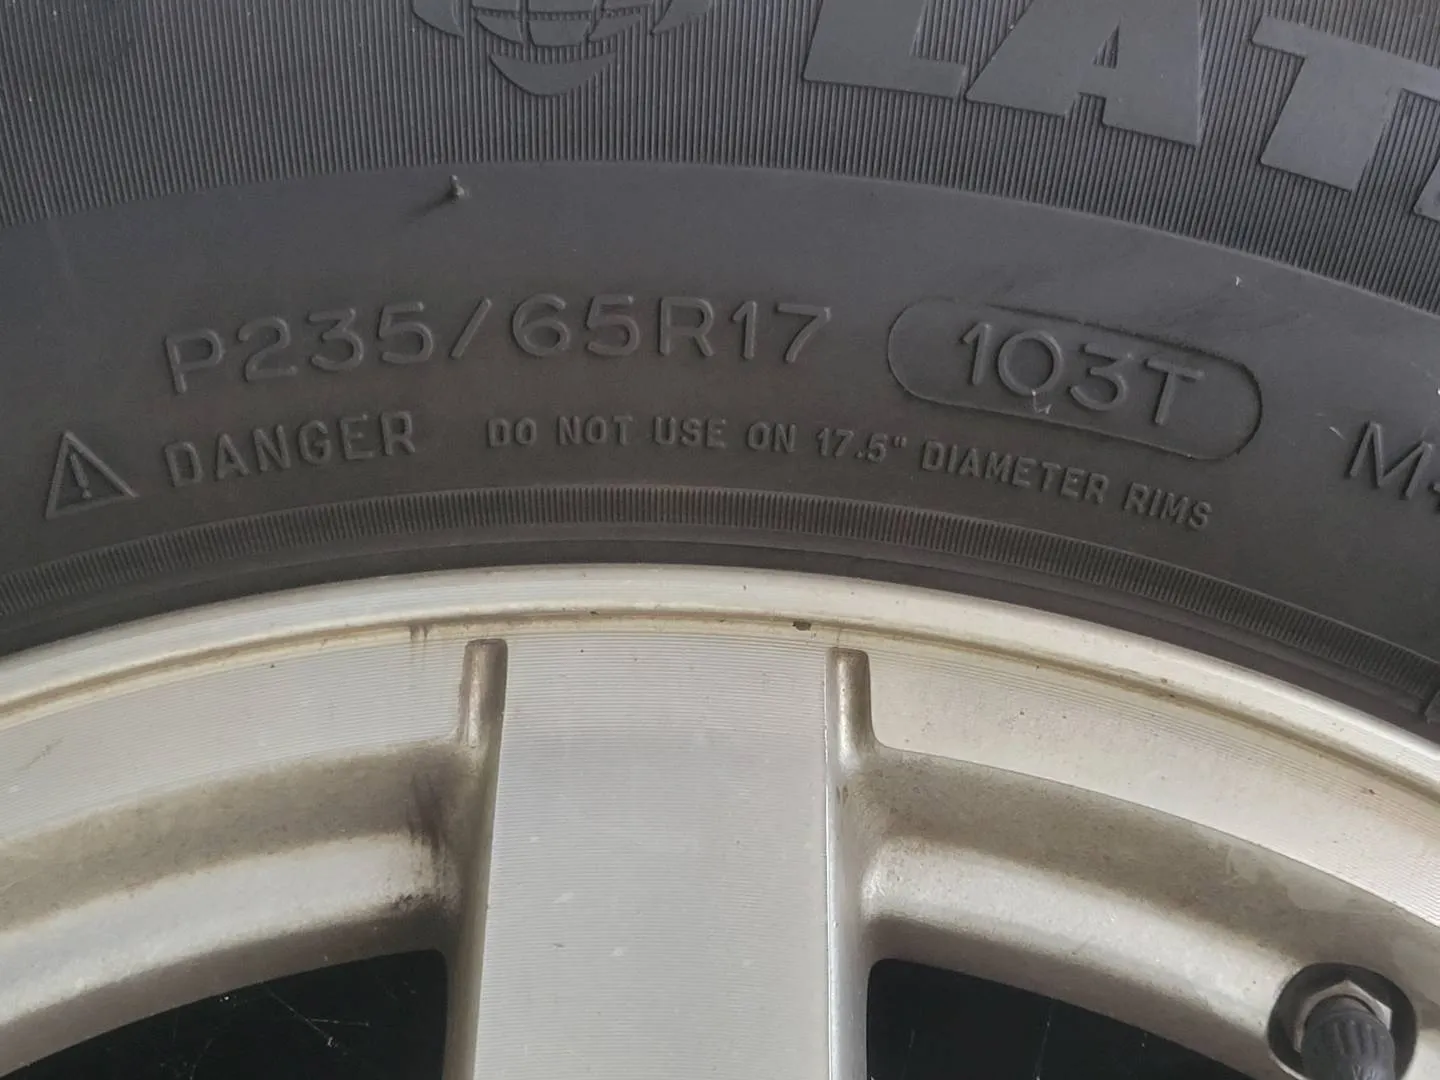 LAT
P235/65R17 103T M+
DANGER DO NOT USE ON 17.5" DIAMETER RIMS